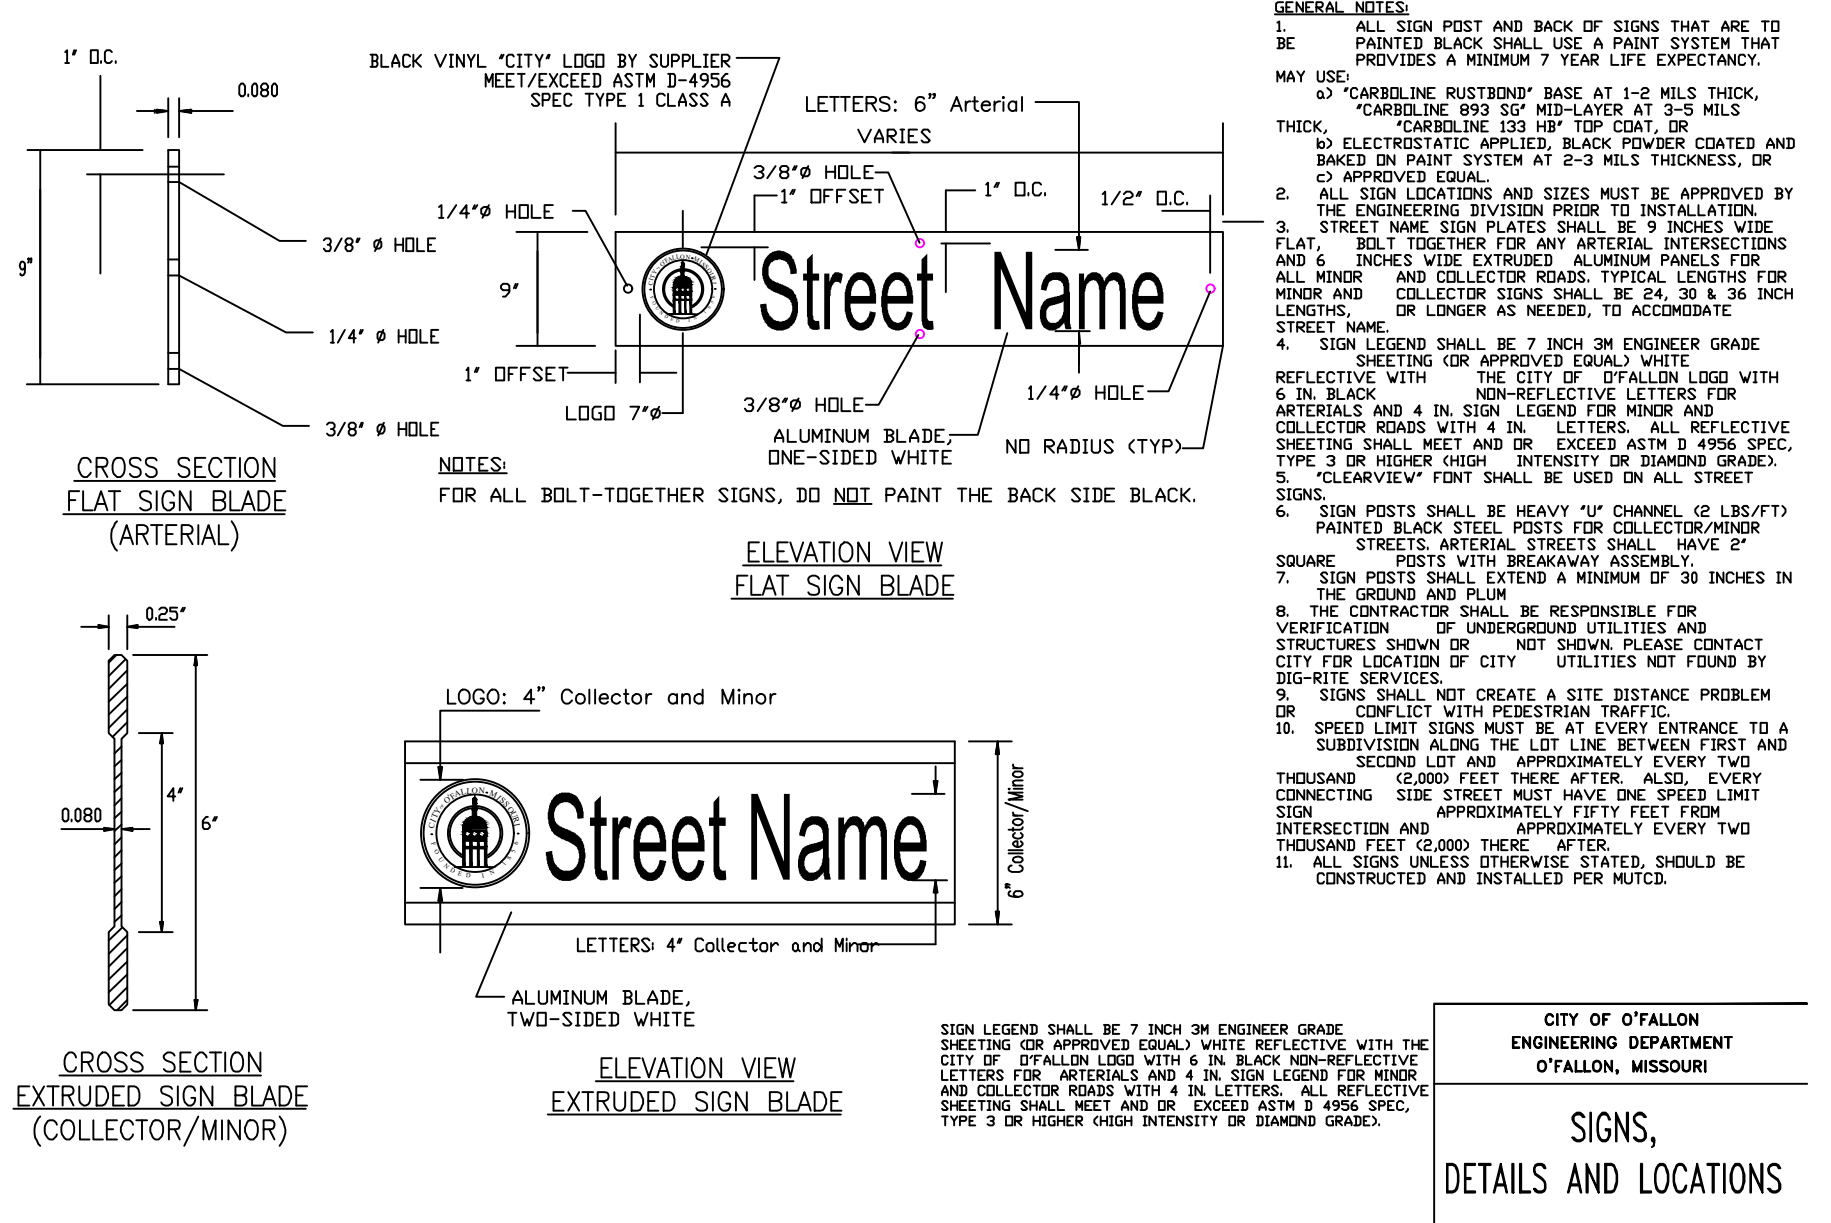 1" O.C.
0.080
9"
3/8" Ø HOLE
1/4" Ø HOLE
3/8" Ø HOLE
CROSS SECTION
FLAT SIGN BLADE
(ARTERIAL)
BLACK VINYL "CITY" LOGO BY SUPPLIER
MEET/EXCEED ASTM D-4956
SPEC TYPE 1 CLASS A
LETTERS: 6" Arterial
VARIES
3/8"Ø HOLE
1" OFFSET
1" O.C.
1/2" O.C.
1/4"Ø HOLE
9"
CITY OF O'FALLON • MISSOURI
FOUNDED IN 1856
Street Name
1" OFFSET
LOGO 7"Ø
3/8"Ø HOLE
1/4"Ø HOLE
ALUMINUM BLADE,
ONE-SIDED WHITE
NO RADIUS (TYP)
NOTES:
FOR ALL BOLT-TOGETHER SIGNS, DO NOT PAINT THE BACK SIDE BLACK.
ELEVATION VIEW
FLAT SIGN BLADE
0.25"
0.080
4"
6"
CROSS SECTION
EXTRUDED SIGN BLADE
(COLLECTOR/MINOR)
LOGO: 4" Collector and Minor
CITY OF O'FALLON • MISSOURI
FOUNDED IN 1856
Street Name
6" Collector/Minor
LETTERS: 4" Collector and Minor
ALUMINUM BLADE,
TWO-SIDED WHITE
ELEVATION VIEW
EXTRUDED SIGN BLADE
GENERAL NOTES:
1. ALL SIGN POST AND BACK OF SIGNS THAT ARE TO
BE PAINTED BLACK SHALL USE A PAINT SYSTEM THAT
PROVIDES A MINIMUM 7 YEAR LIFE EXPECTANCY.
MAY USE:
a) "CARBOLINE RUSTBOND" BASE AT 1-2 MILS THICK,
"CARBOLINE 893 SG" MID-LAYER AT 3-5 MILS
THICK, "CARBOLINE 133 HB" TOP COAT, OR
b) ELECTROSTATIC APPLIED, BLACK POWDER COATED AND
BAKED ON PAINT SYSTEM AT 2-3 MILS THICKNESS, OR
c) APPROVED EQUAL.
2. ALL SIGN LOCATIONS AND SIZES MUST BE APPROVED BY
THE ENGINEERING DIVISION PRIOR TO INSTALLATION.
3. STREET NAME SIGN PLATES SHALL BE 9 INCHES WIDE
FLAT, BOLT TOGETHER FOR ANY ARTERIAL INTERSECTIONS
AND 6 INCHES WIDE EXTRUDED ALUMINUM PANELS FOR
ALL MINOR AND COLLECTOR ROADS. TYPICAL LENGTHS FOR
MINOR AND COLLECTOR SIGNS SHALL BE 24, 30 & 36 INCH
LENGTHS, OR LONGER AS NEEDED, TO ACCOMODATE
STREET NAME.
4. SIGN LEGEND SHALL BE 7 INCH 3M ENGINEER GRADE
SHEETING (OR APPROVED EQUAL) WHITE
REFLECTIVE WITH THE CITY OF O'FALLON LOGO WITH
6 IN. BLACK NON-REFLECTIVE LETTERS FOR
ARTERIALS AND 4 IN. SIGN LEGEND FOR MINOR AND
COLLECTOR ROADS WITH 4 IN. LETTERS. ALL REFLECTIVE
SHEETING SHALL MEET AND OR EXCEED ASTM D 4956 SPEC,
TYPE 3 OR HIGHER (HIGH INTENSITY OR DIAMOND GRADE).
5. "CLEARVIEW" FONT SHALL BE USED ON ALL STREET
SIGNS.
6. SIGN POSTS SHALL BE HEAVY "U" CHANNEL (2 LBS/FT)
PAINTED BLACK STEEL POSTS FOR COLLECTOR/MINOR
STREETS. ARTERIAL STREETS SHALL HAVE 2"
SQUARE POSTS WITH BREAKAWAY ASSEMBLY.
7. SIGN POSTS SHALL EXTEND A MINIMUM OF 30 INCHES IN
THE GROUND AND PLUM
8. THE CONTRACTOR SHALL BE RESPONSIBLE FOR
VERIFICATION OF UNDERGROUND UTILITIES AND
STRUCTURES SHOWN OR NOT SHOWN. PLEASE CONTACT
CITY FOR LOCATION OF CITY UTILITIES NOT FOUND BY
DIG-RITE SERVICES.
9. SIGNS SHALL NOT CREATE A SITE DISTANCE PROBLEM
OR CONFLICT WITH PEDESTRIAN TRAFFIC.
10. SPEED LIMIT SIGNS MUST BE AT EVERY ENTRANCE TO A
SUBDIVISION ALONG THE LOT LINE BETWEEN FIRST AND
SECOND LOT AND APPROXIMATELY EVERY TWO
THOUSAND (2,000) FEET THERE AFTER. ALSO, EVERY
CONNECTING SIDE STREET MUST HAVE ONE SPEED LIMIT
SIGN APPROXIMATELY FIFTY FEET FROM
INTERSECTION AND APPROXIMATELY EVERY TWO
THOUSAND FEET (2,000) THERE AFTER.
11. ALL SIGNS UNLESS OTHERWISE STATED, SHOULD BE
CONSTRUCTED AND INSTALLED PER MUTCD.
SIGN LEGEND SHALL BE 7 INCH 3M ENGINEER GRADE
SHEETING (OR APPROVED EQUAL) WHITE REFLECTIVE WITH THE
CITY OF O'FALLON LOGO WITH 6 IN. BLACK NON-REFLECTIVE
LETTERS FOR ARTERIALS AND 4 IN. SIGN LEGEND FOR MINOR
AND COLLECTOR ROADS WITH 4 IN. LETTERS. ALL REFLECTIVE
SHEETING SHALL MEET AND OR EXCEED ASTM D 4956 SPEC,
TYPE 3 OR HIGHER (HIGH INTENSITY OR DIAMOND GRADE).
CITY OF O'FALLON
ENGINEERING DEPARTMENT
O'FALLON, MISSOURI
SIGNS,
DETAILS AND LOCATIONS